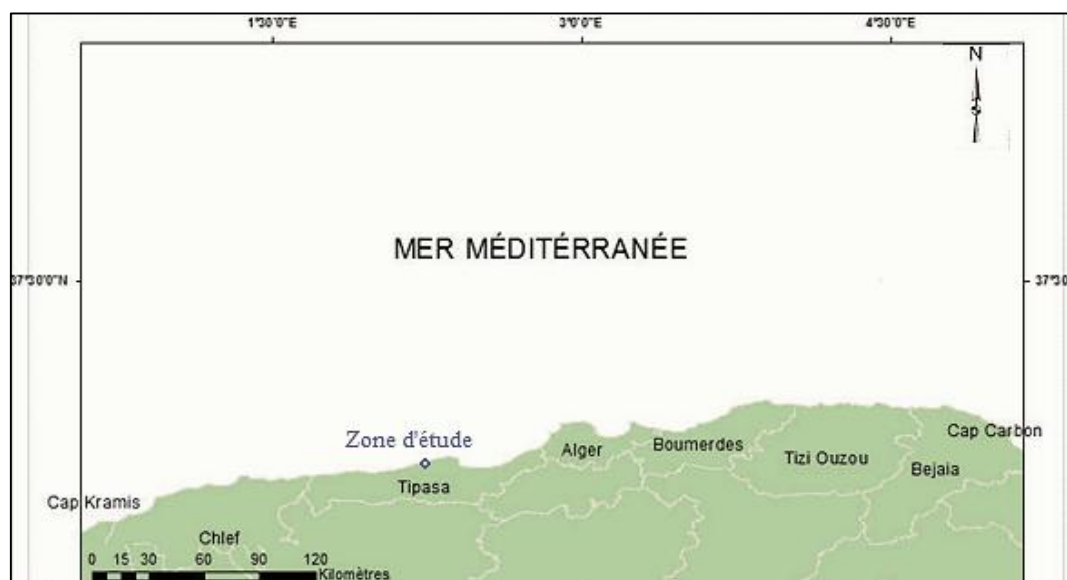 1°30'0"E 3°0'0"E 4°30'0"E
N
MER MÉDITÉRRANÉE
37°30'0"N 37°30
Zone d'étude
Cap Carbon
Alger
Boumerdes
Tizi Ouzou
Bejaia
Tipasa
Cap Kramis
Chlef
0 15 30 60 90 120
Kilomètres